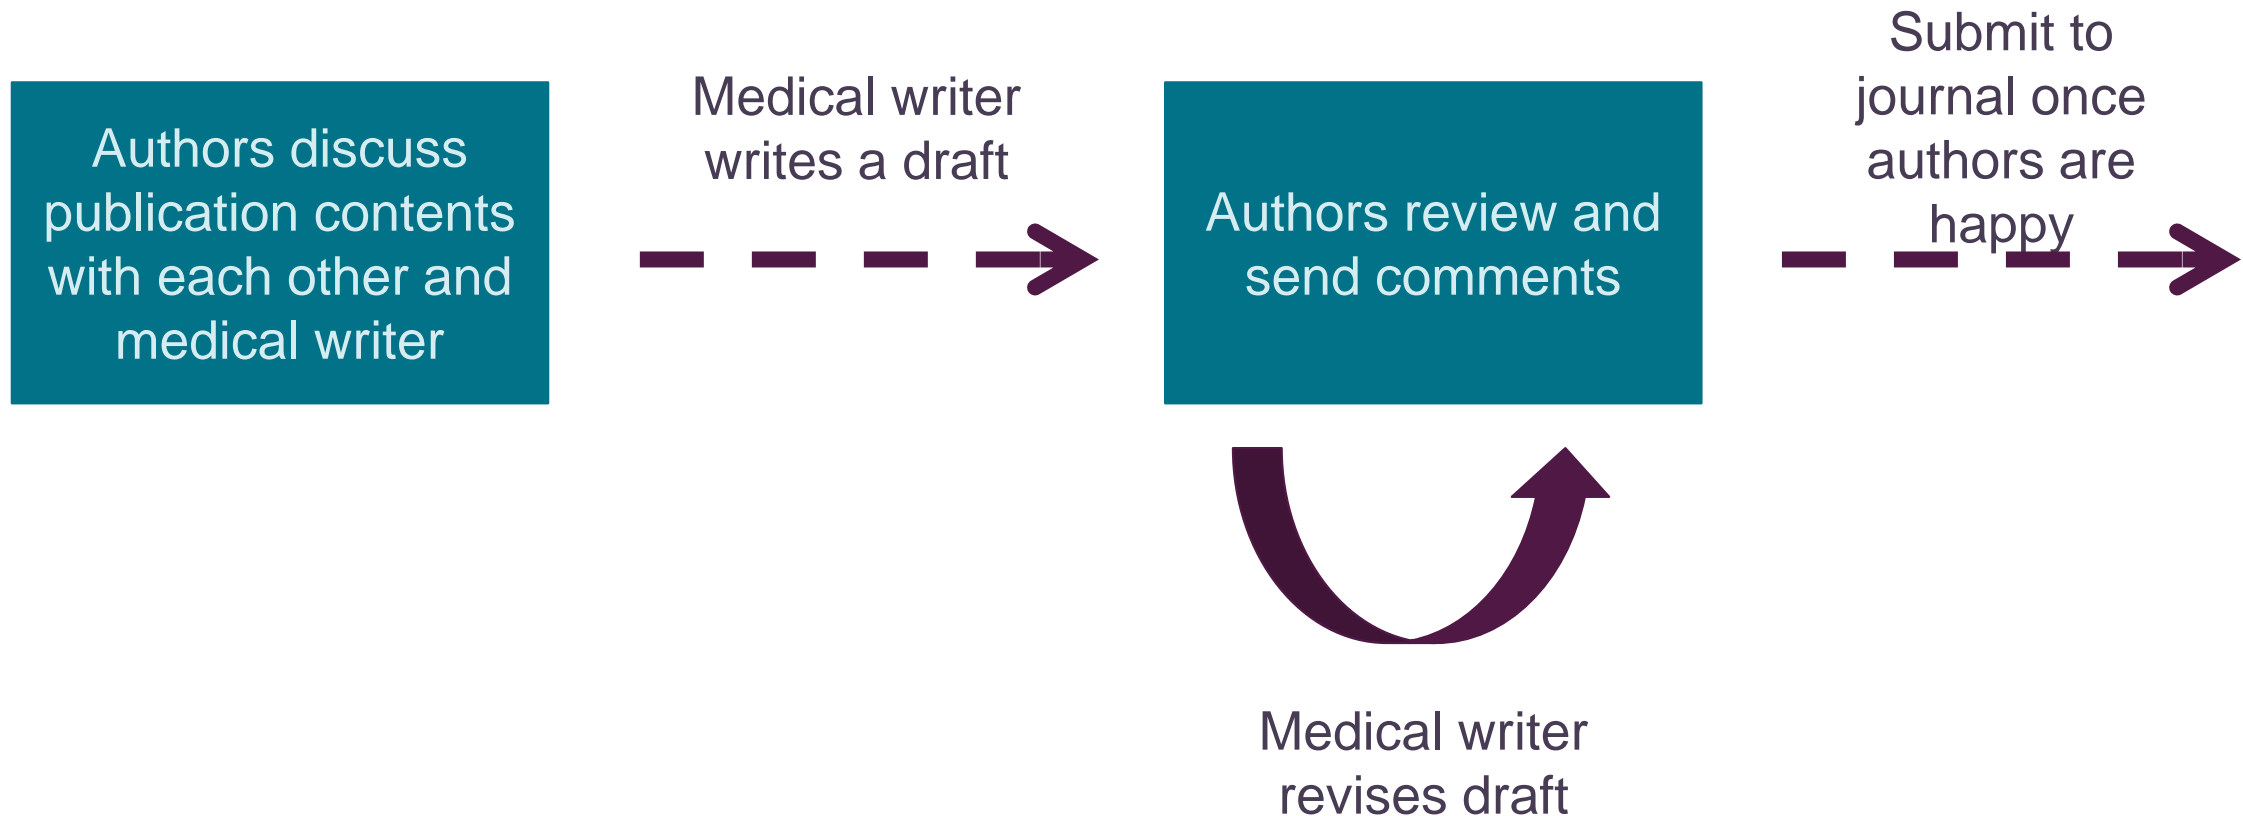 Authors discuss
publication contents
with each other and
medical writer
Medical writer
writes a draft
Authors review and
send comments
Medical writer
revises draft
Submit to
journal once
authors are
happy